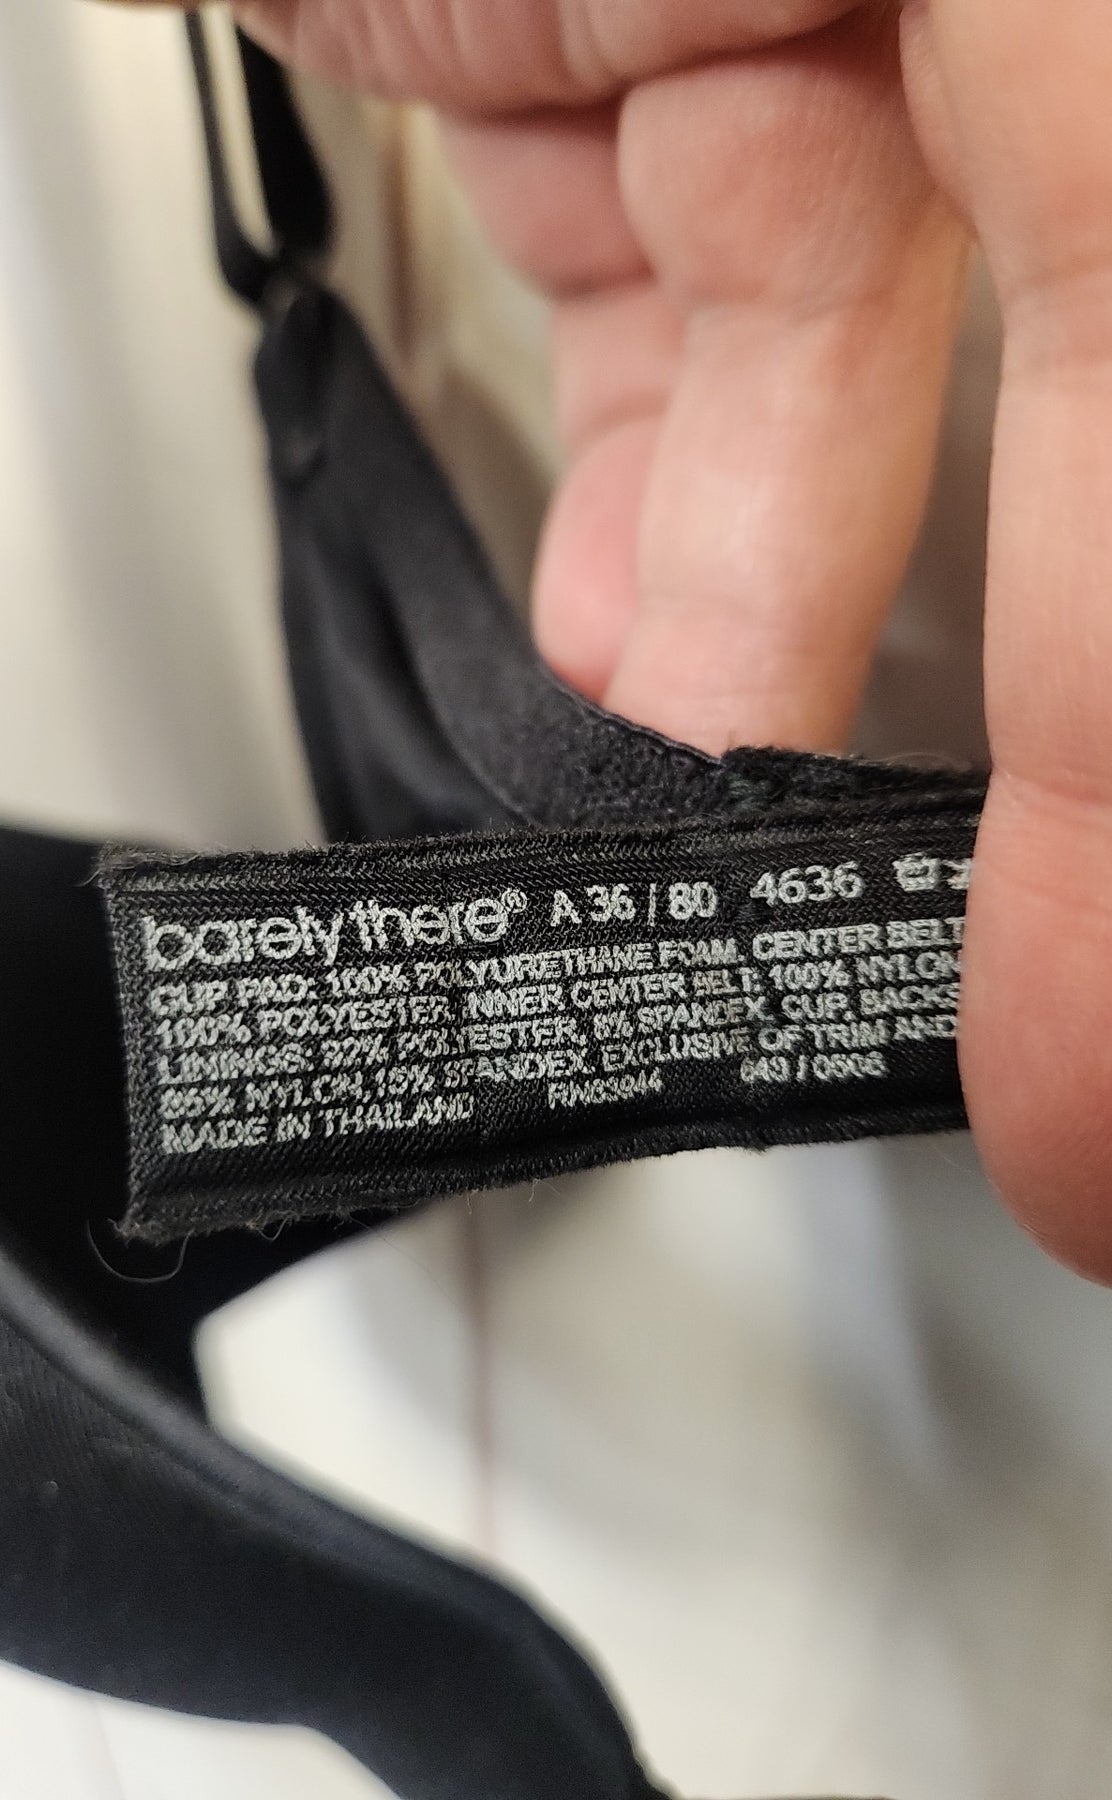 barely there® A 36 / 80 4636
CUP PAD: 100% POLYURETHANE FOAM, CENTER BELT
100% POLYESTER, INNER CENTER BELT: 100% NYLON
LININGS: 92% POLYESTER, 8% SPANDEX. CUP, BACKS
85% NYLON, 15% SPANDEX. EXCLUSIVE OF TRIM AND
MADE IN THAILAND